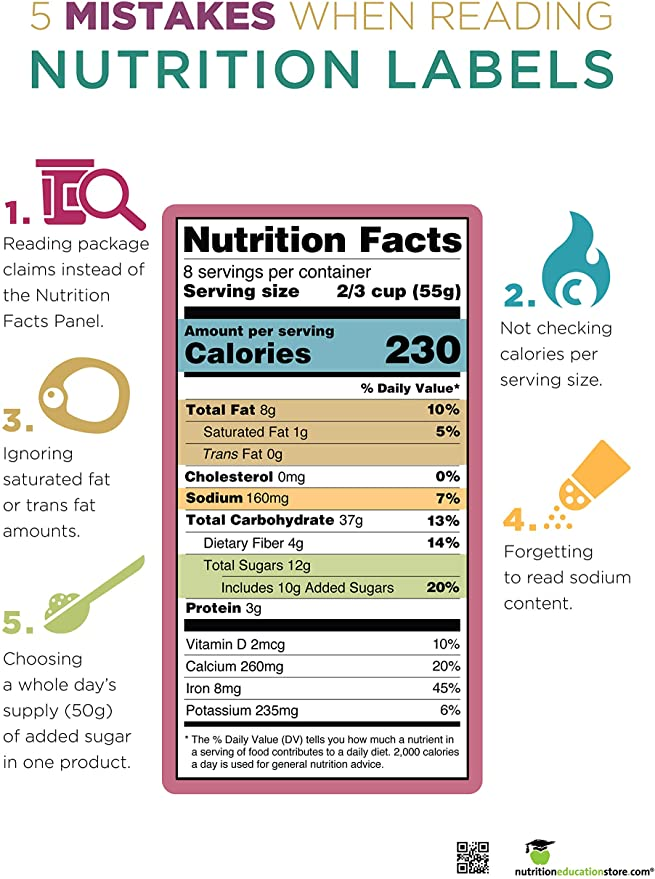 5 MISTAKES WHEN READING
NUTRITION LABELS
1.
Reading package
claims instead of
the Nutrition
Facts Panel.
2.
Not checking
calories per
serving size.
3.
Ignoring
saturated fat
or trans fat
amounts.
4.
Forgetting
to read sodium
content.
5.
Choosing
a whole day's
supply (50g)
of added sugar
in one product.
Nutrition Facts
8 servings per container
Serving size 2/3 cup (55g)
Amount per serving
Calories 230
% Daily Value*
Total Fat 8g 10%
Saturated Fat 1g 5%
Trans Fat 0g
Cholesterol 0mg 0%
Sodium 160mg 7%
Total Carbohydrate 37g 13%
Dietary Fiber 4g 14%
Total Sugars 12g
Includes 10g Added Sugars 20%
Protein 3g
Vitamin D 2mcg 10%
Calcium 260mg 20%
Iron 8mg 45%
Potassium 235mg 6%
* The % Daily Value (DV) tells you how much a nutrient in
a serving of food contributes to a daily diet. 2,000 calories
a day is used for general nutrition advice.
nutritioneducationstore.com®